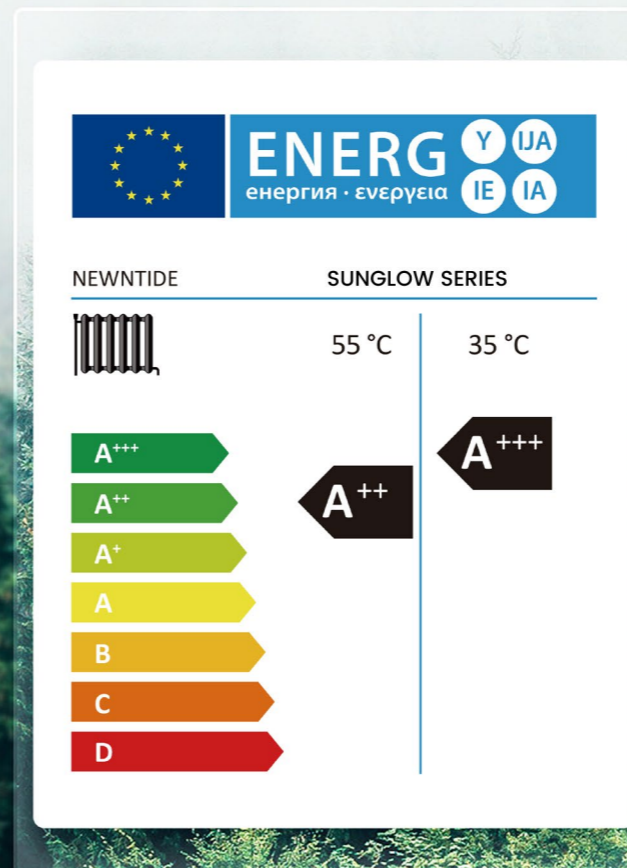 ENERG Y IJA
енергия · ενεργεια IE IA
NEWNTIDE SUNGLOW SERIES
55 °C 35 °C
A+++ A+++
A++ A++
A+
A
B
C
D